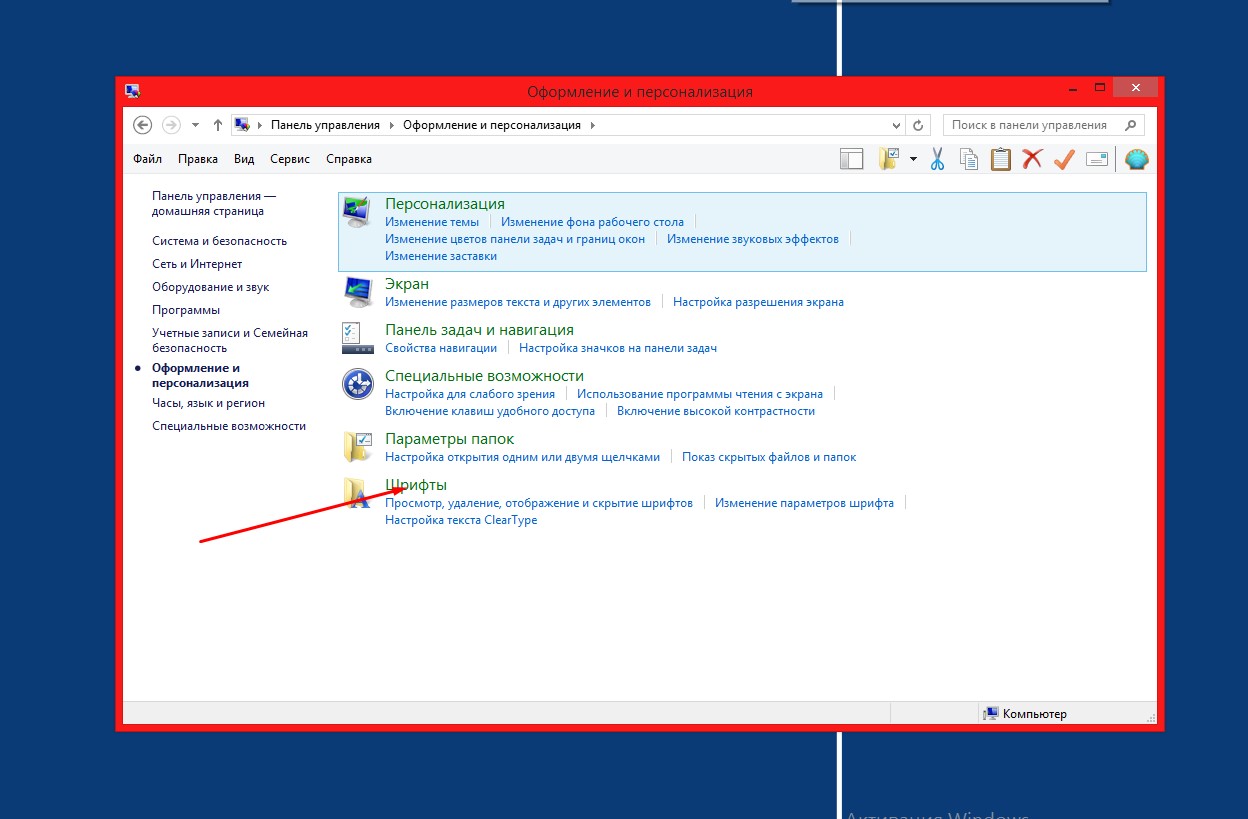 Оформление и персонализация
Панель управления Оформление и персонализация Поиск в панели управления
Файл Правка Вид Сервис Справка
Панель управления —
домашняя страница
Система и безопасность
Сеть и Интернет
Оборудование и звук
Программы
Учетные записи и Семейная
безопасность
Оформление и
персонализация
Часы, язык и регион
Специальные возможности
Персонализация
Изменение темы Изменение фона рабочего стола
Изменение цветов панели задач и границ окон Изменение звуковых эффектов
Изменение заставки
Экран
Изменение размеров текста и других элементов Настройка разрешения экрана
Панель задач и навигация
Свойства навигации Настройка значков на панели задач
Специальные возможности
Настройка для слабого зрения Использование программы чтения с экрана
Включение клавиш удобного доступа Включение высокой контрастности
Параметры папок
Настройка открытия одним или двумя щелчками Показ скрытых файлов и папок
Шрифты
Просмотр, удаление, отображение и скрытие шрифтов Изменение параметров шрифта
Настройка текста ClearType
Компьютер
Активация Windows